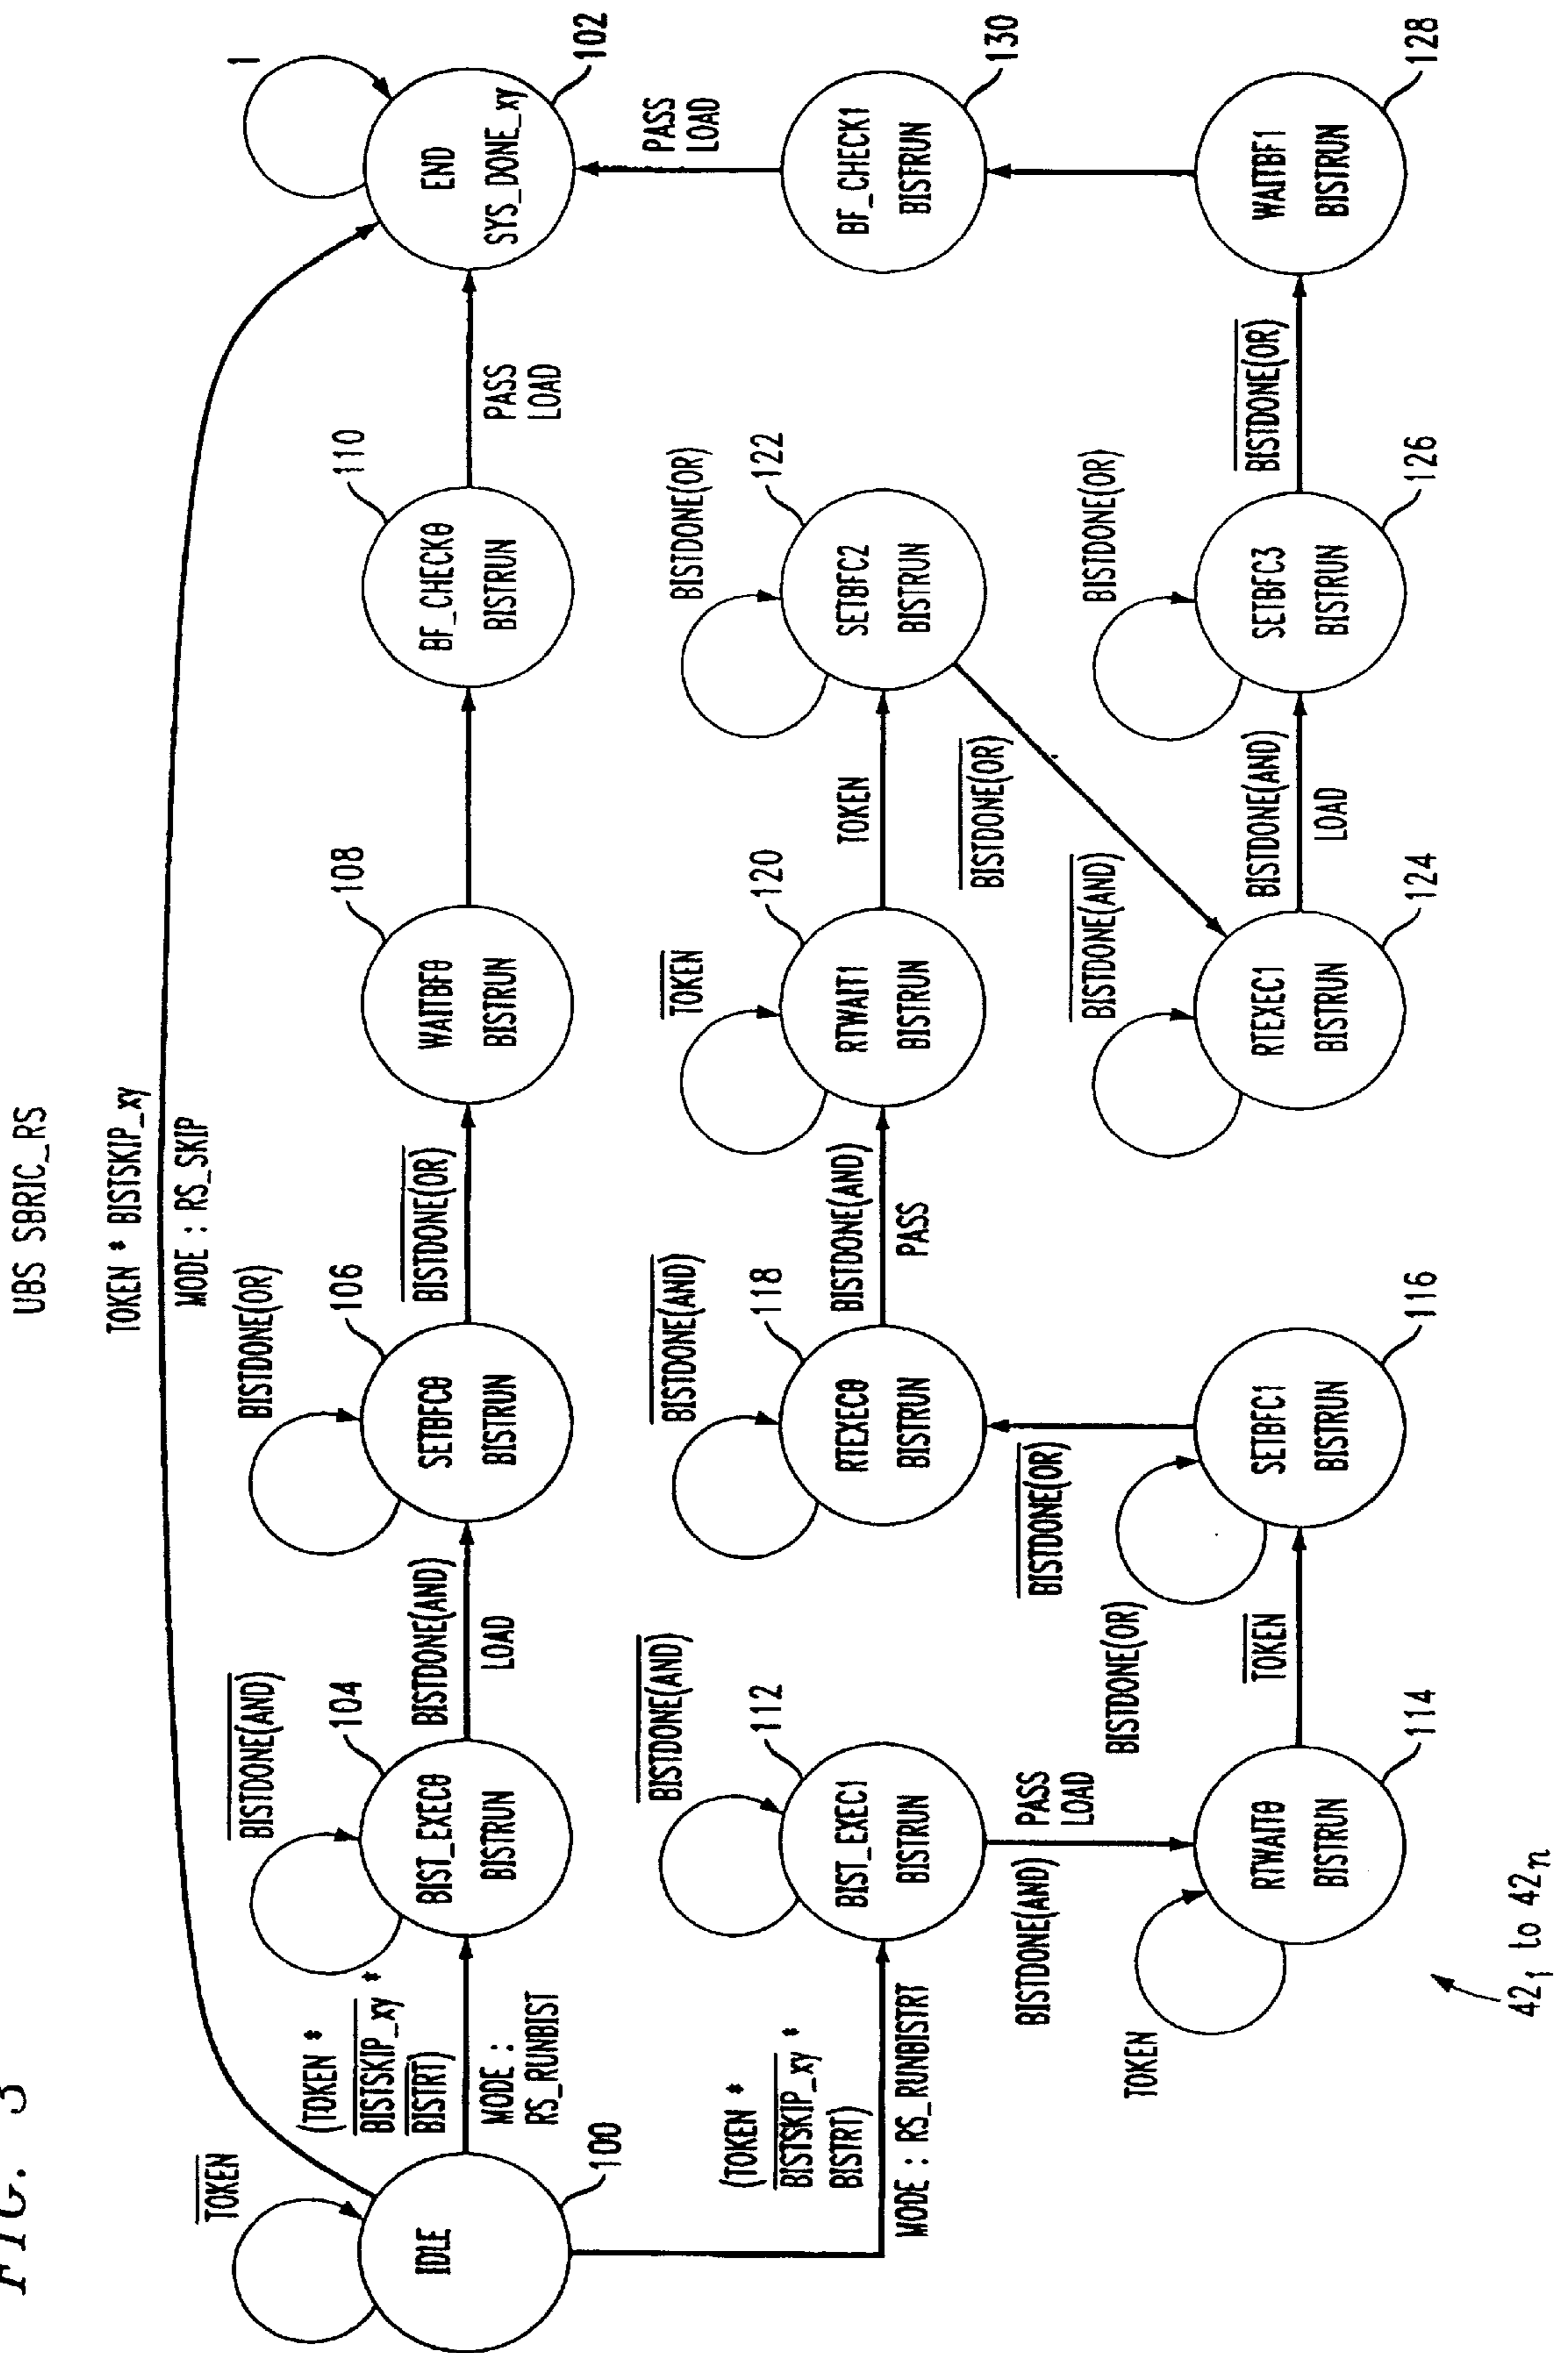 FIG. 3
UBS SBRIC_RS
TOKEN * BISTSKIP_xy
MODE : RS_SKIP
TOKEN
IDLE
100
(TOKEN *
BISTSKIP_xy *
BISTRT)
MODE :
RS_RUNBIST
BISTDONE(AND)
104
BIST_EXEC0
BISTRUN
BISTDONE(AND)
LOAD
BISTDONE(OR)
106
SETBFC0
BISTRUN
BISTDONE(OR)
108
WAITBF0
BISTRUN
110
BF_CHECK0
BISTRUN
PASS
LOAD
1
END
SYS_DONE_xy
102
(TOKEN *
BISTSKIP_xy *
BISTRT)
MODE : RS_RUNBISTRT
BISTDONE(AND)
112
BIST_EXEC1
BISTRUN
BISTDONE(AND)
PASS
LOAD
BISTDONE(AND)
118
RTEXEC0
BISTRUN
BISTDONE(AND)
PASS
TOKEN
120
RTWAIT1
BISTRUN
TOKEN
BISTDONE(OR)
122
SETBFC2
BISTRUN
BISTDONE(OR)
PASS
LOAD
BF_CHECK1
BISTRUN
130
TOKEN
RTWAIT0
BISTRUN
114
TOKEN
BISTDONE(OR)
SETBFC1
BISTRUN
116
BISTDONE(OR)
BISTDONE(AND)
RTEXEC1
BISTRUN
124
BISTDONE(AND)
LOAD
BISTDONE(OR)
SETBFC3
BISTRUN
126
BISTDONE(OR)
WAITBF1
BISTRUN
128
42₁ to 42ₙ